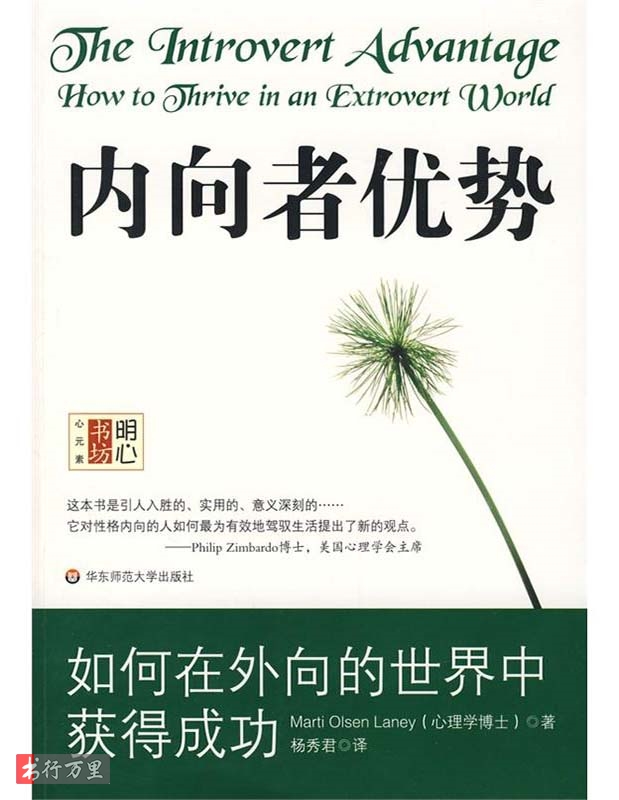 The Introvert Advantage
How to Thrive in an Extrovert World
内向者优势
心元素
书坊
明心
这本书是引人入胜的、实用的、意义深刻的……
它对性格内向的人如何最为有效地驾驭生活提出了新的观点。
——Philip Zimbardo博士，美国心理学会主席
华东师范大学出版社
如何在外向的世界中
获得成功
Marti Olsen Laney（心理学博士）◎著
杨秀君◎译
书行万里